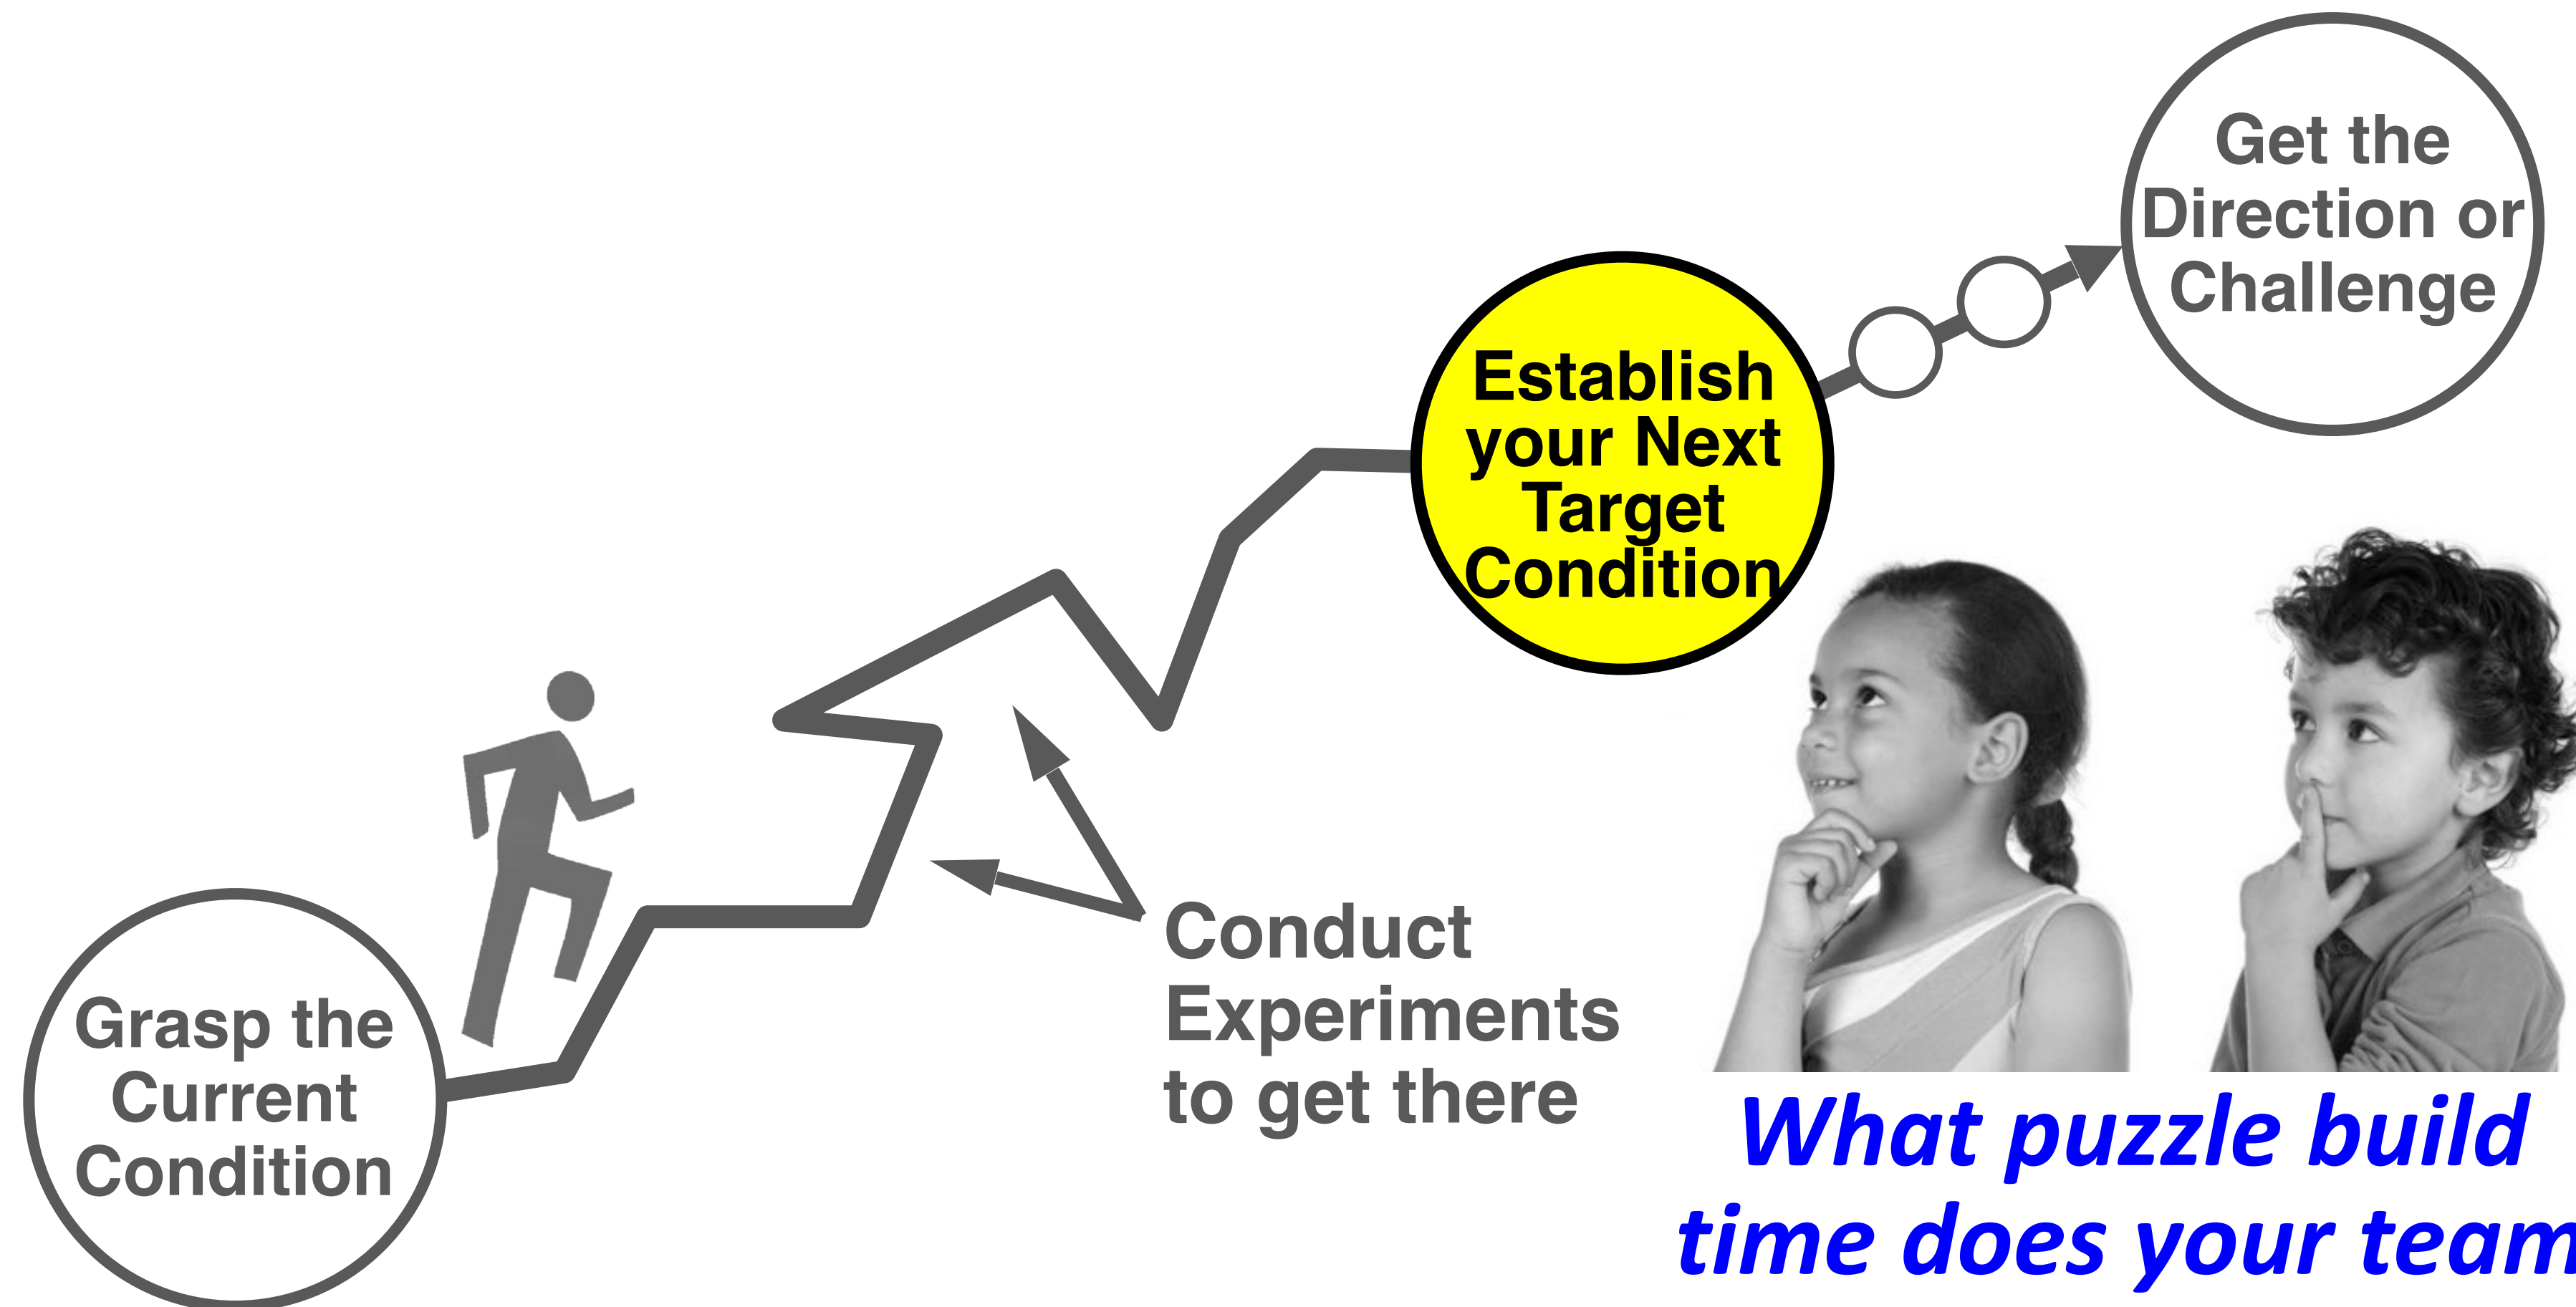 Get the
Direction or
Challenge
Establish
your Next
Target
Condition
Conduct
Experiments
to get there
Grasp the
Current
Condition
What puzzle build
time does your team